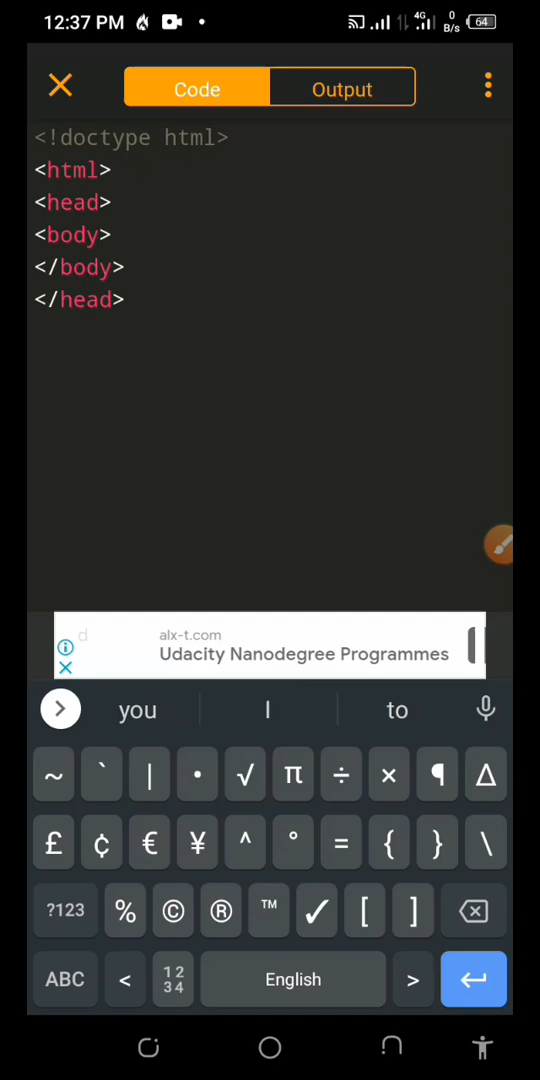 12:37 PM 4G 0 B/s 64
Code Output
<!doctype html>
<html>
<head>
<body>
</body>
</head>
d
alx-t.com
Udacity Nanodegree Programmes
you I to
~ ` | • √ π ÷ × ¶ Δ
£ ¢ € ¥ ^ ° = { } \
?123 % © ® ™ ✓ [ ]
ABC < 12 34 English >